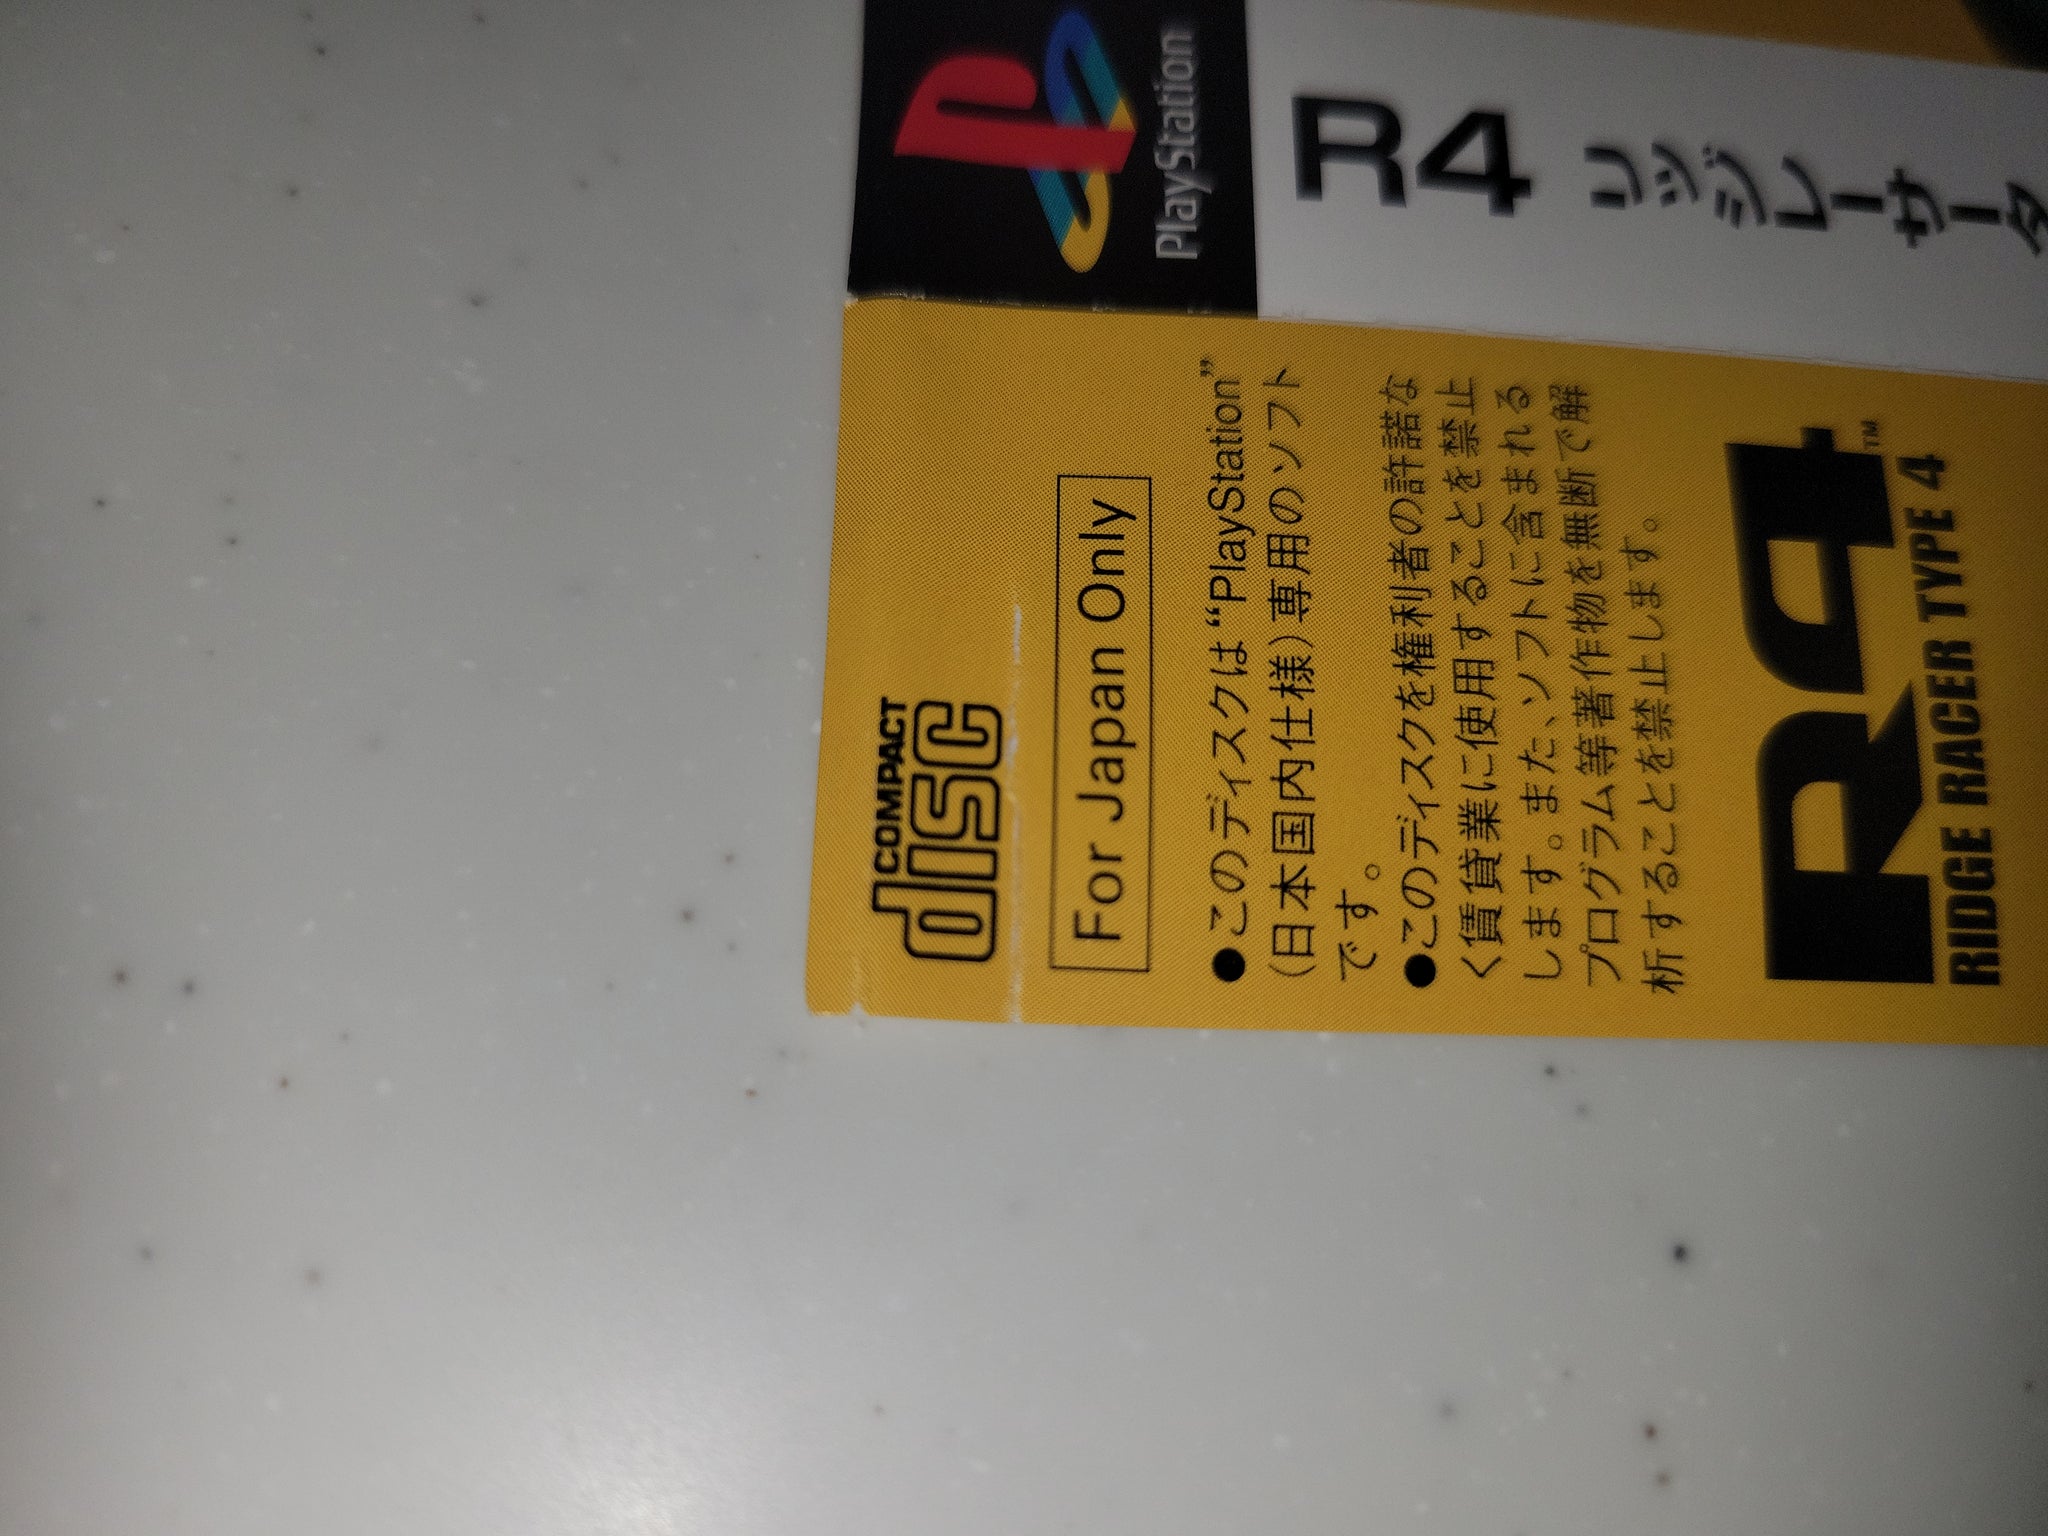 PlayStation
R4 リッジレーサータ
COMPACT
disc
For Japan Only
●このディスクは“PlayStation”
(日本国内仕様)専用のソフト
です。
●このディスクを権利者の許諾な
く賃貸業に使用することを禁止
します。また、ソフトに含まれる
プログラム等著作物を無断で解
析することを禁止します。
R4™
RIDGE RACER TYPE 4